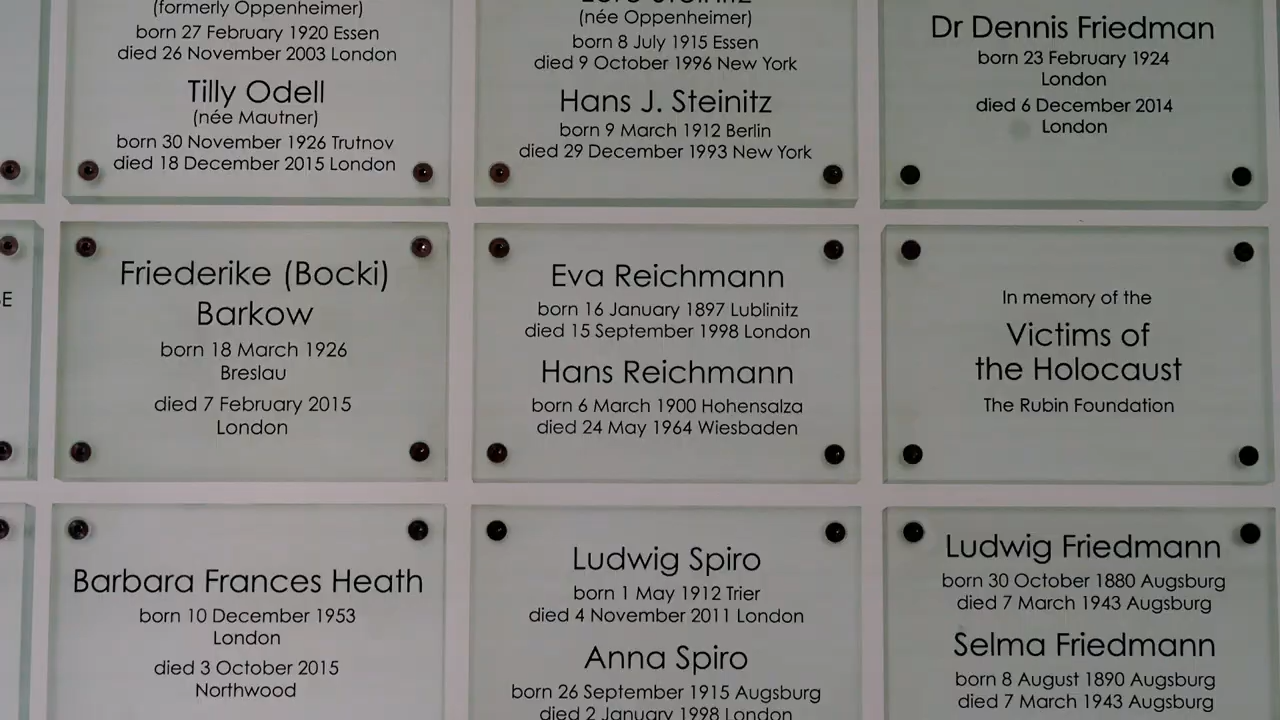 (formerly Oppenheimer)
born 27 February 1920 Essen
died 26 November 2003 London
Tilly Odell
(née Mautner)
born 30 November 1926 Trutnov
died 18 December 2015 London
Steinitz
(née Oppenheimer)
born 8 July 1915 Essen
died 9 October 1996 New York
Hans J. Steinitz
born 9 March 1912 Berlin
died 29 December 1993 New York
Dr Dennis Friedman
born 23 February 1924
London
died 6 December 2014
London
Friederike (Bocki)
Barkow
born 18 March 1926
Breslau
died 7 February 2015
London
Eva Reichmann
born 16 January 1897 Lublinitz
died 15 September 1998 London
Hans Reichmann
born 6 March 1900 Hohensalza
died 24 May 1964 Wiesbaden
In memory of the
Victims of
the Holocaust
The Rubin Foundation
Barbara Frances Heath
born 10 December 1953
London
died 3 October 2015
Northwood
Ludwig Spiro
born 1 May 1912 Trier
died 4 November 2011 London
Anna Spiro
born 26 September 1915 Augsburg
died 2 January 1998 London
Ludwig Friedmann
born 30 October 1880 Augsburg
died 7 March 1943 Augsburg
Selma Friedmann
born 8 August 1890 Augsburg
died 7 March 1943 Augsburg